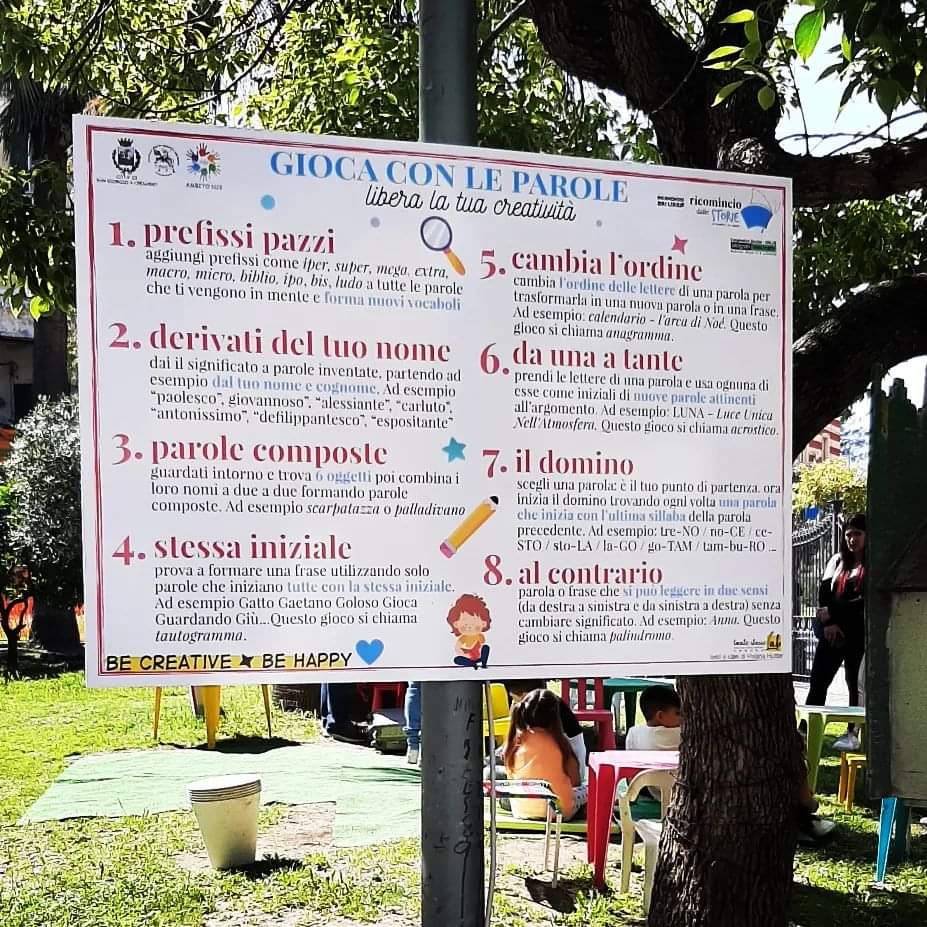 GIOCA CON LE PAROLE
libera la tua creatività
CITTÀ DI
SAN GIORGIO A CREMANO
AMBITO N28
ricomincio
dalle STORIE
1. prefissi pazzi
aggiungi prefissi come iper, super, mega, extra,
macro, micro, biblio, ipo, bis, ludo a tutte le parole
che ti vengono in mente e forma nuovi vocaboli
2. derivati del tuo nome
dai il significato a parole inventate, partendo ad
esempio dal tuo nome e cognome. Ad esempio
“paolesco”, giovannoso”, “alessiante”, “carluto”,
“antonissimo”, “defilippantesco”, “espositante”
3. parole composte
guardati intorno e trova 6 oggetti poi combina i
loro nomi a due a due formando parole
composte. Ad esempio scarpatazza o palladivano
4. stessa iniziale
prova a formare una frase utilizzando solo
parole che iniziano tutte con la stessa iniziale.
Ad esempio Gatto Gaetano Goloso Gioca
Guardando Giù...Questo gioco si chiama
tautogramma.
BE CREATIVE BE HAPPY
5. cambia l'ordine
cambia l'ordine delle lettere di una parola per
trasformarla in una nuova parola o in una frase.
Ad esempio: calendario - l'arca di Noè. Questo
gioco si chiama anagramma.
6. da una a tante
prendi le lettere di una parola e usa ognuna di
esse come iniziali di nuove parole attinenti
all'argomento. Ad esempio: LUNA - Luce Unica
Nell'Atmosfera. Questo gioco si chiama acrostico.
7. il domino
scegli una parola: è il tuo punto di partenza. ora
inizia il domino trovando ogni volta una parola
che inizia con l'ultima sillaba della parola
precedente. Ad esempio: tre-NO / no-CE / ce-
STO / sto-LA / la-GO / go-TAM / tam-bu-RO ...
8. al contrario
parola o frase che si può leggere in due sensi
(da destra a sinistra e da sinistra a destra) senza
cambiare significato. Ad esempio: Anna. Questo
gioco si chiama palindromo.